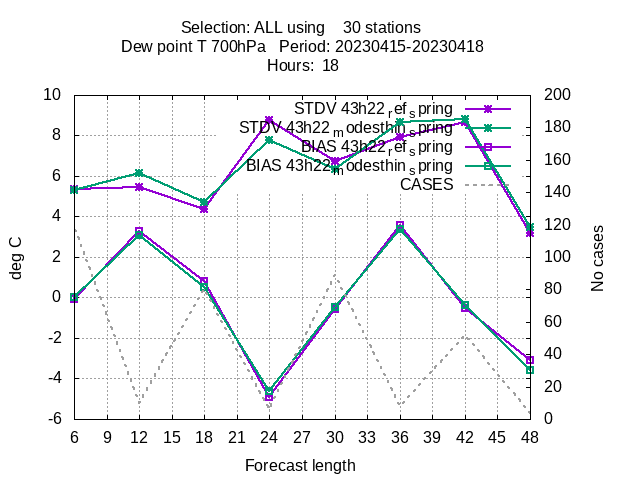 Selection: ALL using 30 stations
Dew point T 700hPa Period: 20230415-20230418
Hours: 18
STDV 43h22_ref_spring
STDV 43h22_modesthin_spring
BIAS 43h22_ref_spring
BIAS 43h22_modesthin_spring
CASES
10
8
6
4
2
0
-2
-4
-6
deg C
200
180
160
140
120
100
80
60
40
20
0
No cases
6 9 12 15 18 21 24 27 30 33 36 39 42 45 48
Forecast length